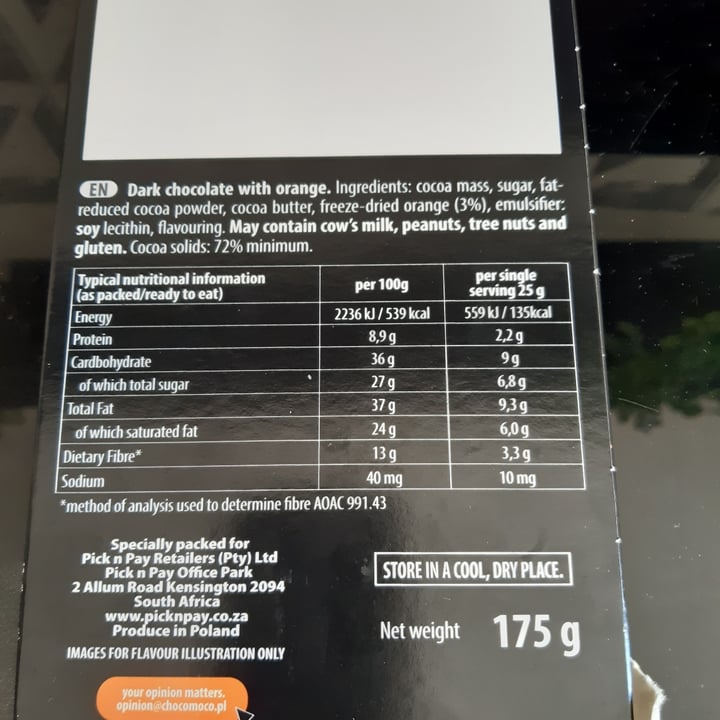 EN Dark chocolate with orange. Ingredients: cocoa mass, sugar, fat-
reduced cocoa powder, cocoa butter, freeze-dried orange (3%), emulsifier:
soy lecithin, flavouring. May contain cow's milk, peanuts, tree nuts and
gluten. Cocoa solids: 72% minimum.
Typical nutritional information
(as packed/ready to eat)
per 100g
per single
serving 25 g
Energy 2236 kJ / 539 kcal 559 kJ / 135kcal
Protein 8,9 g 2,2 g
Cardbohydrate 36 g 9 g
of which total sugar 27 g 6,8 g
Total Fat 37 g 9,3 g
of which saturated fat 24 g 6,0 g
Dietary Fibre* 13 g 3,3 g
Sodium 40 mg 10 mg
*method of analysis used to determine fibre AOAC 991.43
Specially packed for
Pick n Pay Retailers (Pty) Ltd
Pick n Pay Office Park
2 Allum Road Kensington 2094
South Africa
www.picknpay.co.za
Produce in Poland
IMAGES FOR FLAVOUR ILLUSTRATION ONLY
STORE IN A COOL, DRY PLACE.
Net weight 175 g
your opinion matters.
opinion@chocomoco.pl